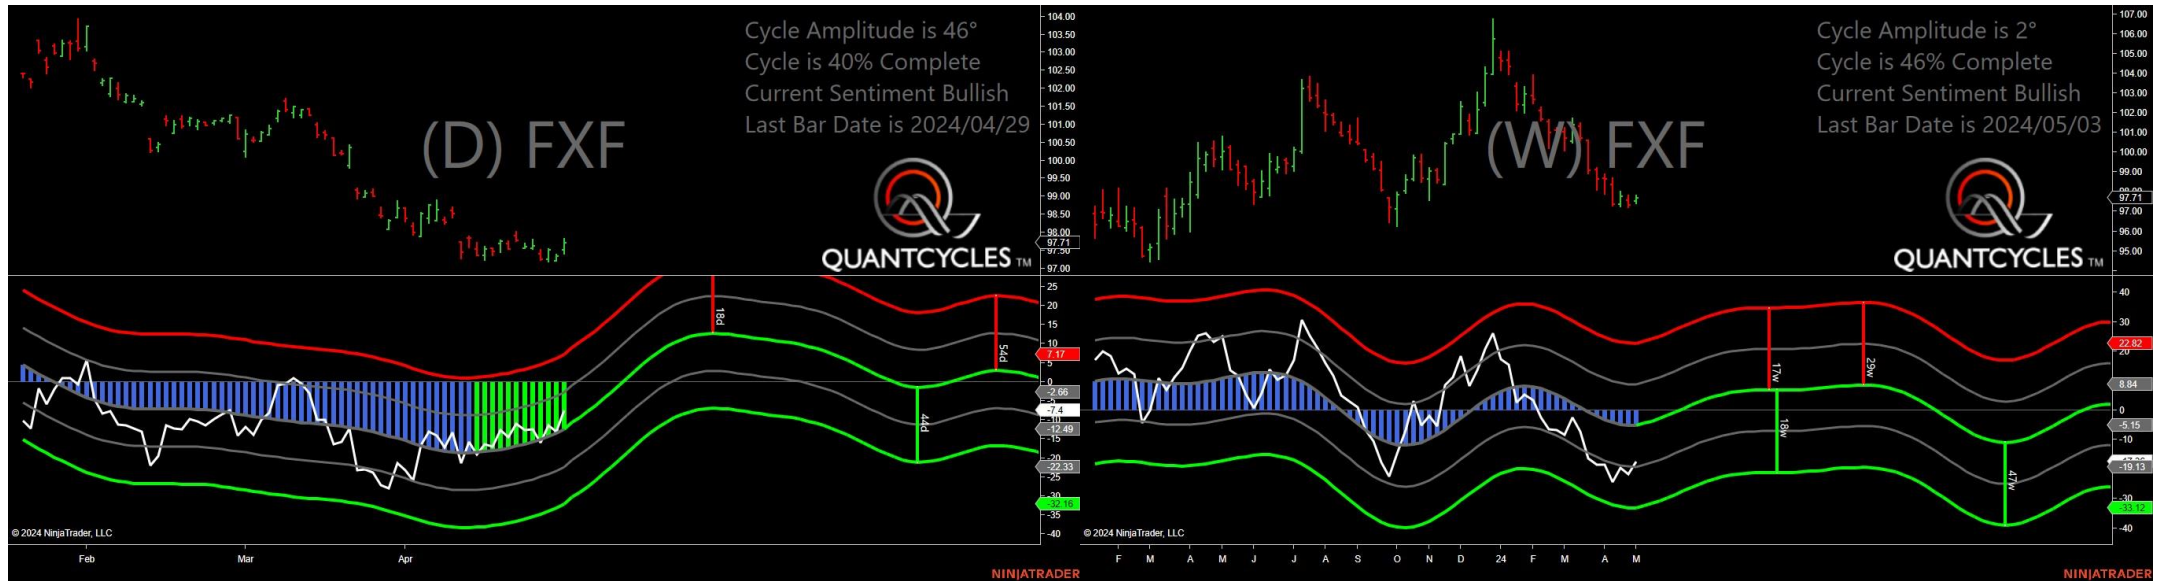 Cycle Amplitude is 46°
Cycle is 40% Complete
Current Sentiment Bullish
Last Bar Date is 2024/04/29
(D) FXF
QUANTCYCLES TM
104.00
103.50
103.00
102.50
102.00
101.50
101.00
100.50
100.00
99.50
99.00
98.50
98.00
97.71
97.50
97.00
25
20
15
10
7.17
5
0
-2.66
-5
-7.4
-10
-12.49
-15
-22.33
-25
-30
-32.16
-35
-40
18d
44d
54d
© 2024 NinjaTrader, LLC
Feb Mar Apr
NINJATRADER
Cycle Amplitude is 2°
Cycle is 46% Complete
Current Sentiment Bullish
Last Bar Date is 2024/05/03
(W) FXF
QUANTCYCLES TM
107.00
106.00
105.00
104.00
103.00
102.00
101.00
100.00
99.00
97.71
97.00
96.00
95.00
40
30
22.82
20
8.84
0
-5.15
-10
-19.13
-30
-33.12
-40
17w
18w
29w
47w
© 2024 NinjaTrader, LLC
F M A M J J A S O N D 24 F M A M
NINJATRADER